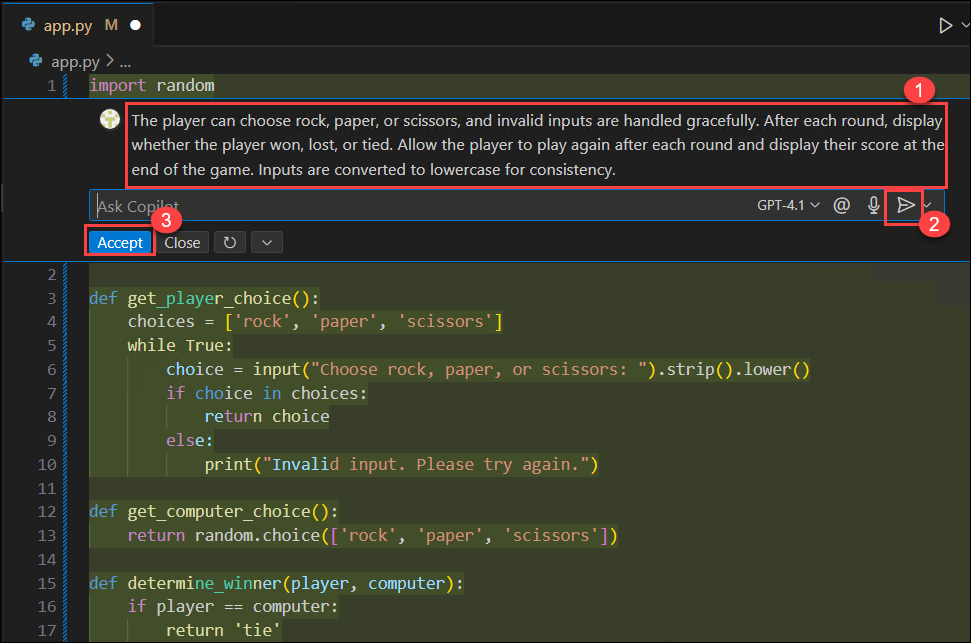 app.py M
app.py > ...
1 import random
1
The player can choose rock, paper, or scissors, and invalid inputs are handled gracefully. After each round, display
whether the player won, lost, or tied. Allow the player to play again after each round and display their score at the
end of the game. Inputs are converted to lowercase for consistency.
Ask Copilot GPT-4.1 @
2
3
Accept Close
2
3 def get_player_choice():
4 choices = ['rock', 'paper', 'scissors']
5 while True:
6 choice = input("Choose rock, paper, or scissors: ").strip().lower()
7 if choice in choices:
8 return choice
9 else:
10 print("Invalid input. Please try again.")
11
12 def get_computer_choice():
13 return random.choice(['rock', 'paper', 'scissors'])
14
15 def determine_winner(player, computer):
16 if player == computer:
17 return 'tie'